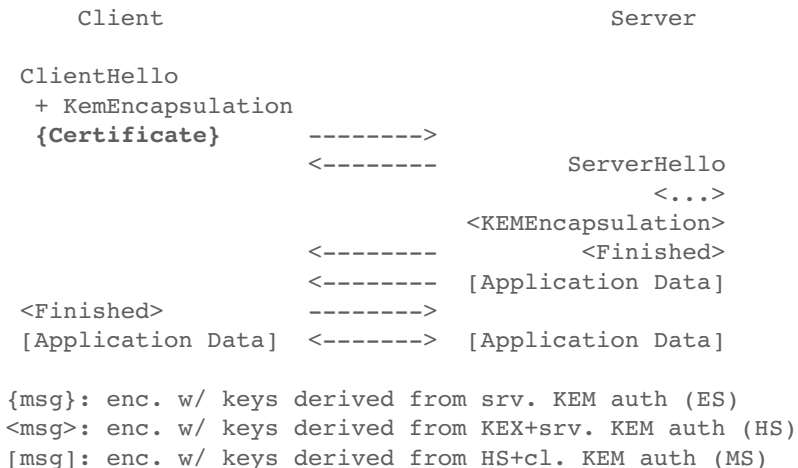 Client                              Server
ClientHello
+ KemEncapsulation
{Certificate}      -------->
                   <--------        ServerHello
                                    <...>
                                    <KEMEncapsulation>
                   <--------        <Finished>
                   <--------        [Application Data]
<Finished>         -------->
[Application Data] <------->        [Application Data]
{msg}: enc. w/ keys derived from srv. KEM auth (ES)
<msg>: enc. w/ keys derived from KEX+srv. KEM auth (HS)
[msg]: enc. w/ keys derived from HS+cl. KEM auth (MS)